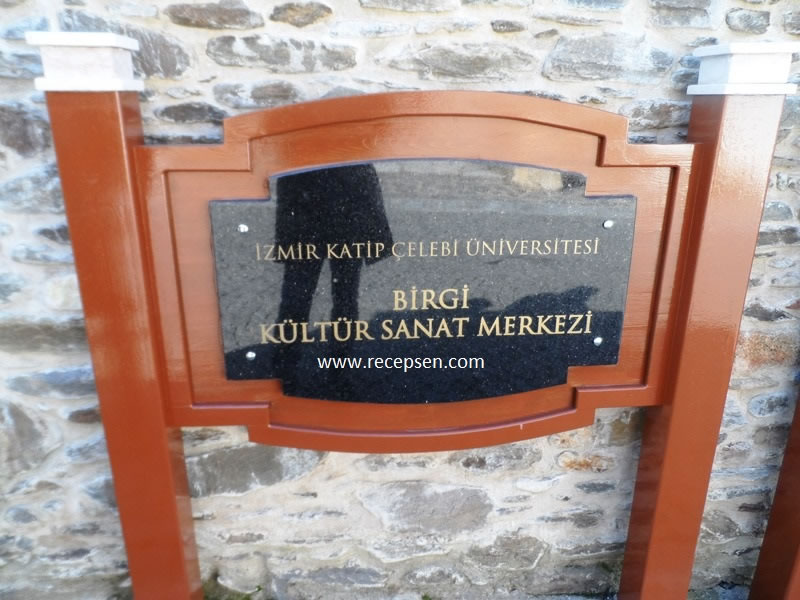 İZMİR KATİP ÇELEBİ ÜNİVERSİTESİ
BİRGİ
KÜLTÜR SANAT MERKEZİ
www.recepsen.com